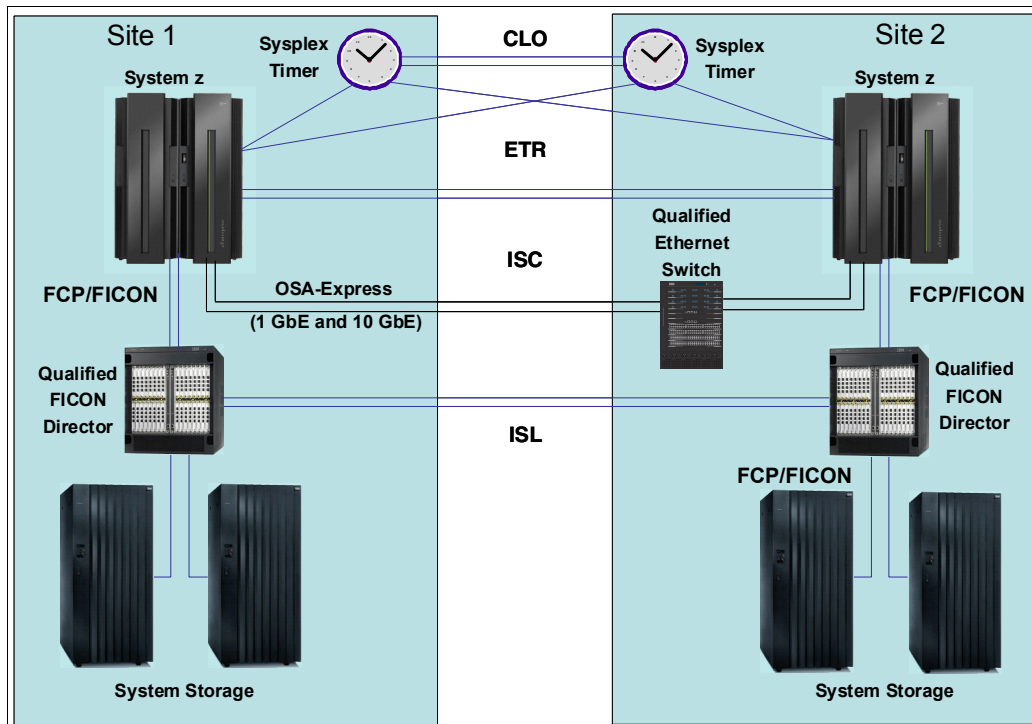 Site 1
Sysplex
Timer
CLO
Sysplex
Timer
Site 2
System z
System z
ETR
Qualified
Ethernet
Switch
ISC
FCP/FICON
OSA-Express
(1 GbE and 10 GbE)
FCP/FICON
Qualified
FICON
Director
Qualified
FICON
Director
ISL
FCP/FICON
System Storage
System Storage